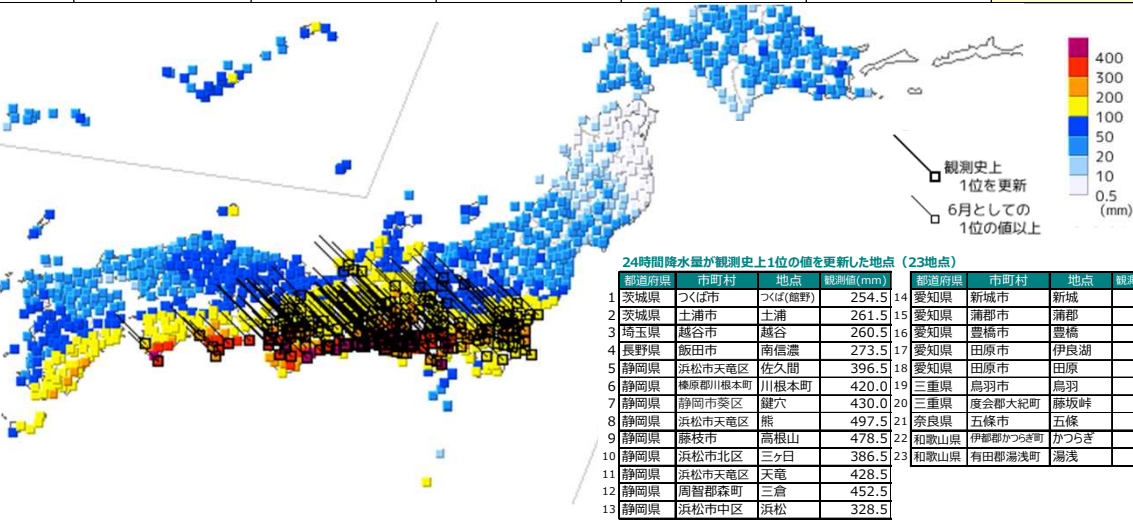 400
300
200
100
50
20
10
0.5
(mm)
観測史上
1位を更新
6月としての
1位の値以上
24時間降水量が観測史上1位の値を更新した地点（23地点）
都道府県 市町村 地点 観測値(mm)
1 茨城県 つくば市 つくば(館野) 254.5
2 茨城県 土浦市 土浦 261.5
3 埼玉県 越谷市 越谷 260.5
4 長野県 飯田市 南信濃 273.5
5 静岡県 浜松市天竜区 佐久間 396.5
6 静岡県 榛原郡川根本町 川根本町 420.0
7 静岡県 静岡市葵区 鍵穴 430.0
8 静岡県 浜松市天竜区 熊 497.5
9 静岡県 藤枝市 高根山 478.5
10 静岡県 浜松市北区 三ヶ日 386.5
11 静岡県 浜松市天竜区 天竜 428.5
12 静岡県 周智郡森町 三倉 452.5
13 静岡県 浜松市中区 浜松 328.5
都道府県 市町村 地点
14 愛知県 新城市 新城
15 愛知県 蒲郡市 蒲郡
16 愛知県 豊橋市 豊橋
17 愛知県 田原市 伊良湖
18 愛知県 田原市 田原
19 三重県 鳥羽市 鳥羽
20 三重県 度会郡大紀町 藤坂峠
21 奈良県 五條市 五條
22 和歌山県 伊都郡かつらぎ町 かつらぎ
23 和歌山県 有田郡湯浅町 湯浅